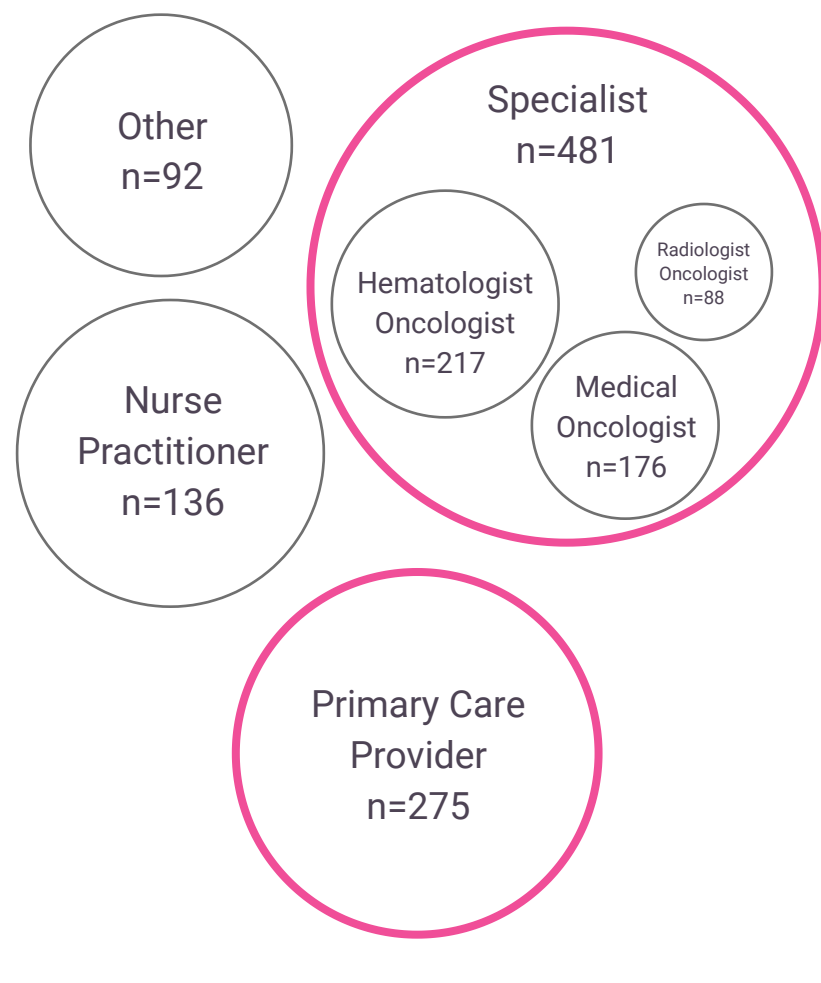 Other
n=92
Specialist
n=481
Hematologist
Oncologist
n=217
Radiologist
Oncologist
n=88
Medical
Oncologist
n=176
Nurse
Practitioner
n=136
Primary Care
Provider
n=275